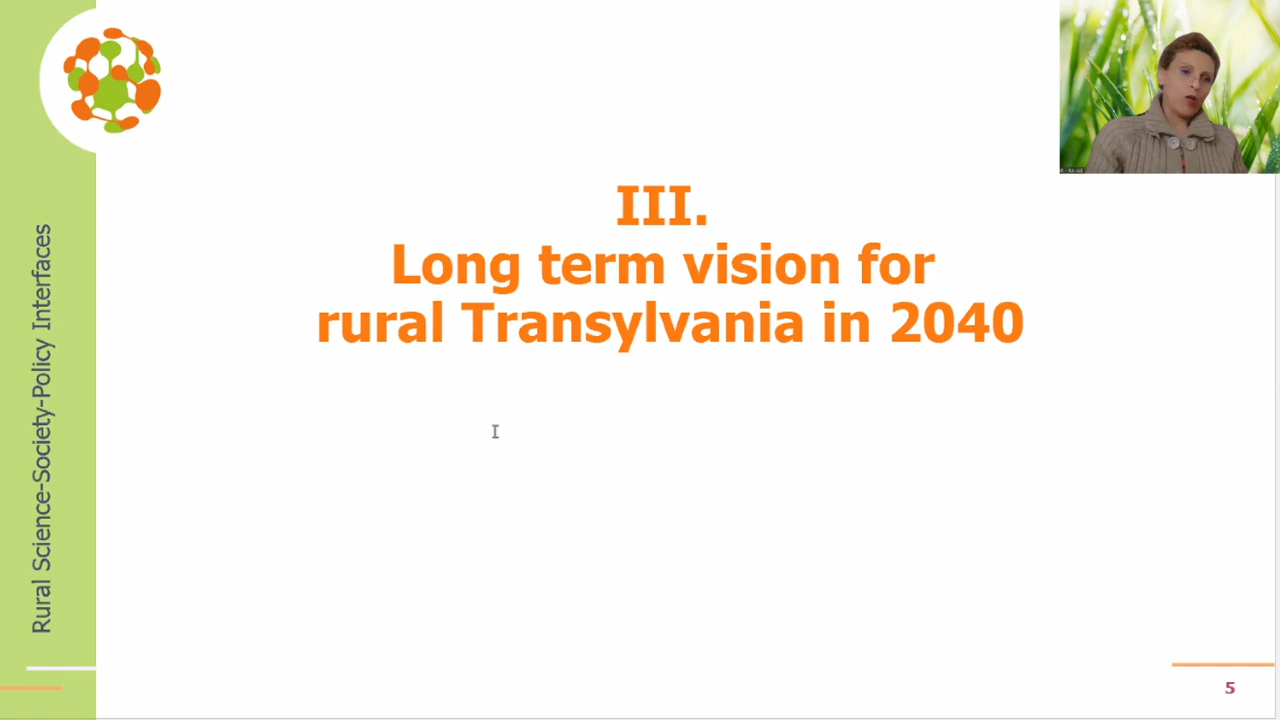 III.
Long term vision for
rural Transylvania in 2040
Rural Science-Society-Policy Interfaces
5